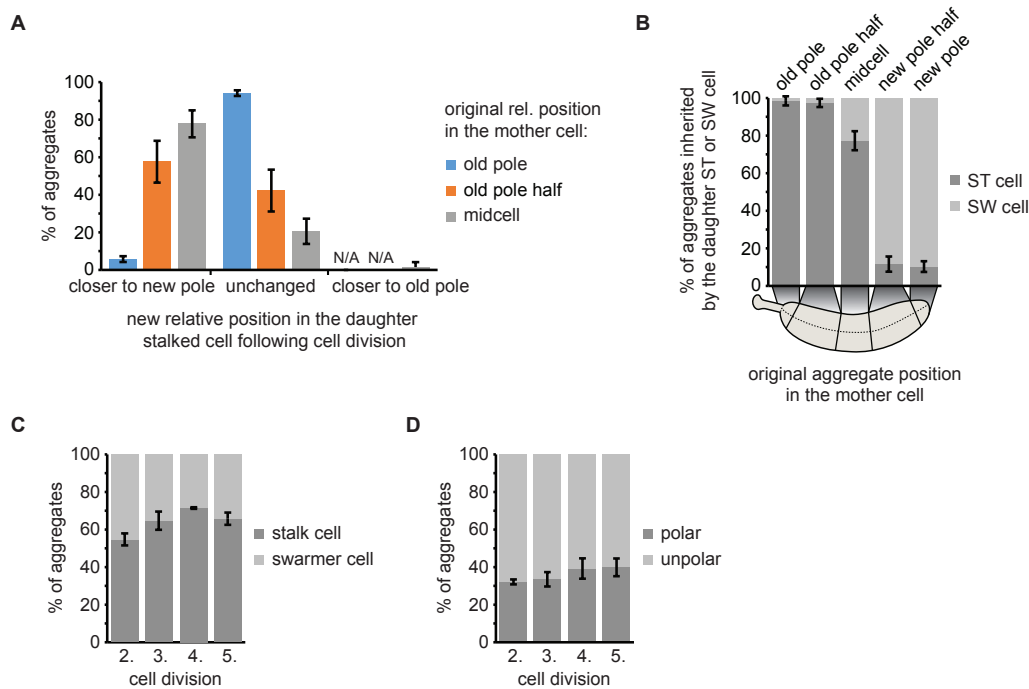 A
% of aggregates
100
80
60
40
20
0
N/A N/A
closer to new pole unchanged closer to old pole
new relative position in the daughter
stalked cell following cell division
original rel. position
in the mother cell:
old pole
old pole half
midcell
B
% of aggregates inherited
by the daughter ST or SW cell
old pole
old pole half
midcell
new pole half
new pole
100
80
60
40
20
0
ST cell
SW cell
original aggregate position
in the mother cell
C
% of aggregates
100
80
60
40
20
0
2. 3. 4. 5.
cell division
stalk cell
swarmer cell
D
% of aggregates
100
80
60
40
20
0
2. 3. 4. 5.
cell division
polar
unpolar